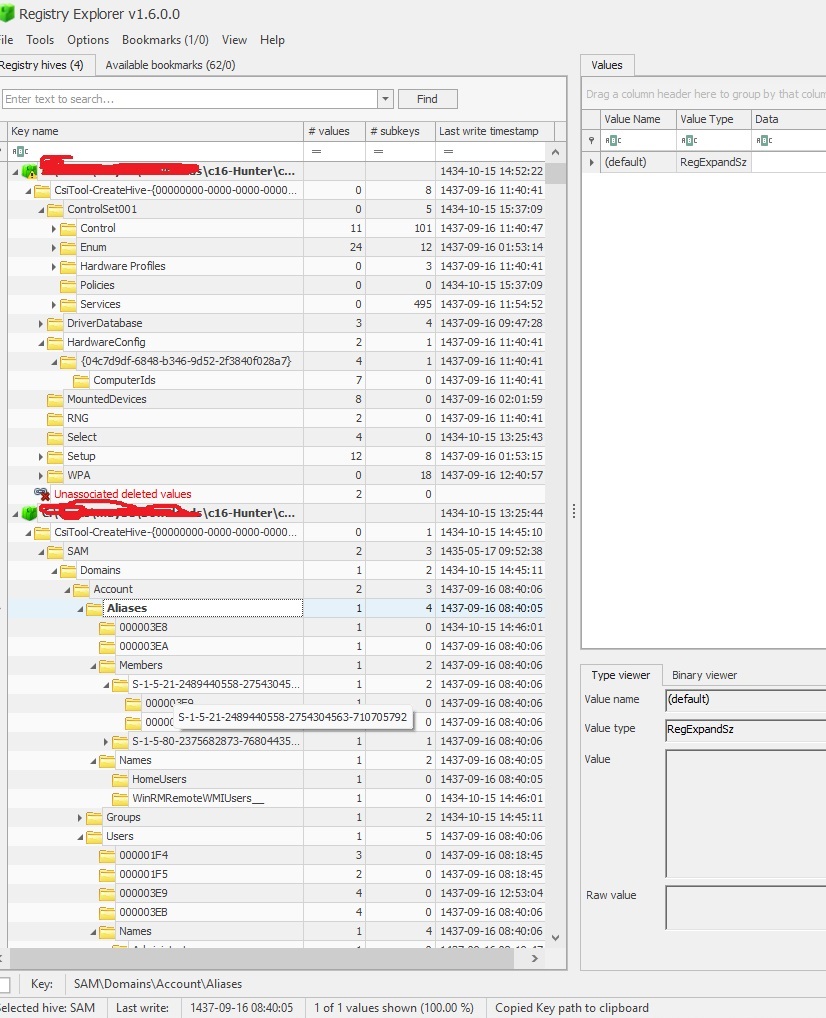 Registry Explorer v1.6.0.0
File Tools Options Bookmarks (1/0) View Help
Registry hives (4) Available bookmarks (62/0) Values
Enter text to search... Find
Drag a column header here to group by that colum
Key name # values # subkeys Last write timestamp
Value Name Value Type Data
(default) RegExpandSz
ds\c16-Hunter\c... 1434-10-15 14:52:22
CsiTool-CreateHive-{00000000-0000-0000-0000... 0 8 1437-09-16 11:40:41
ControlSet001 0 5 1434-10-15 15:37:09
Control 11 101 1437-09-16 11:40:47
Enum 24 12 1437-09-16 01:53:14
Hardware Profiles 0 3 1437-09-16 11:40:41
Policies 0 0 1434-10-15 15:37:09
Services 0 495 1437-09-16 11:54:52
DriverDatabase 3 4 1437-09-16 09:47:28
HardwareConfig 2 1 1437-09-16 11:40:41
{04c7d9df-6848-b346-9d52-2f3840f028a7} 4 1 1437-09-16 11:40:41
ComputerIds 7 0 1437-09-16 11:40:41
MountedDevices 8 0 1437-09-16 02:01:59
RNG 2 0 1437-09-16 11:40:41
Select 4 0 1434-10-15 13:25:43
Setup 12 8 1437-09-16 01:53:15
WPA 0 18 1437-09-16 12:40:57
Unassociated deleted values 2 0
ds\c16-Hunter\c... 1434-10-15 13:25:44
CsiTool-CreateHive-{00000000-0000-0000-0000... 0 1 1434-10-15 14:45:10
SAM 2 3 1435-05-17 09:52:38
Domains 1 2 1434-10-15 14:45:11
Account 2 3 1437-09-16 08:40:06
Aliases 1 4 1437-09-16 08:40:05
000003E8 1 0 1434-10-15 14:46:01
000003EA 1 0 1437-09-16 08:40:06
Members 1 2 1437-09-16 08:40:06
S-1-5-21-2489440558-27543045... 1 2 1437-09-16 08:40:06
000003E9 1 0 1437-09-16 08:40:06
S-1-5-21-2489440558-2754304563-710705792
0000 0 1437-09-16 08:40:06
S-1-5-80-2375682873-76804435... 1 1 1437-09-16 08:40:06
Names 1 2 1437-09-16 08:40:05
HomeUsers 1 0 1437-09-16 08:40:05
WinRMRemoteWMIUsers__ 1 0 1434-10-15 14:46:01
Groups 1 2 1434-10-15 14:45:11
Users 1 5 1437-09-16 08:40:06
000001F4 3 0 1437-09-16 08:18:45
000001F5 2 0 1437-09-16 08:18:45
000003E9 4 0 1437-09-16 12:53:04
000003EB 4 0 1437-09-16 08:40:06
Names 1 4 1437-09-16 08:40:06
Type viewer Binary viewer
Value name (default)
Value type RegExpandSz
Value
Raw value
Key: SAM\Domains\Account\Aliases
Selected hive: SAM Last write: 1437-09-16 08:40:05 1 of 1 values shown (100.00 %) Copied Key path to clipboard